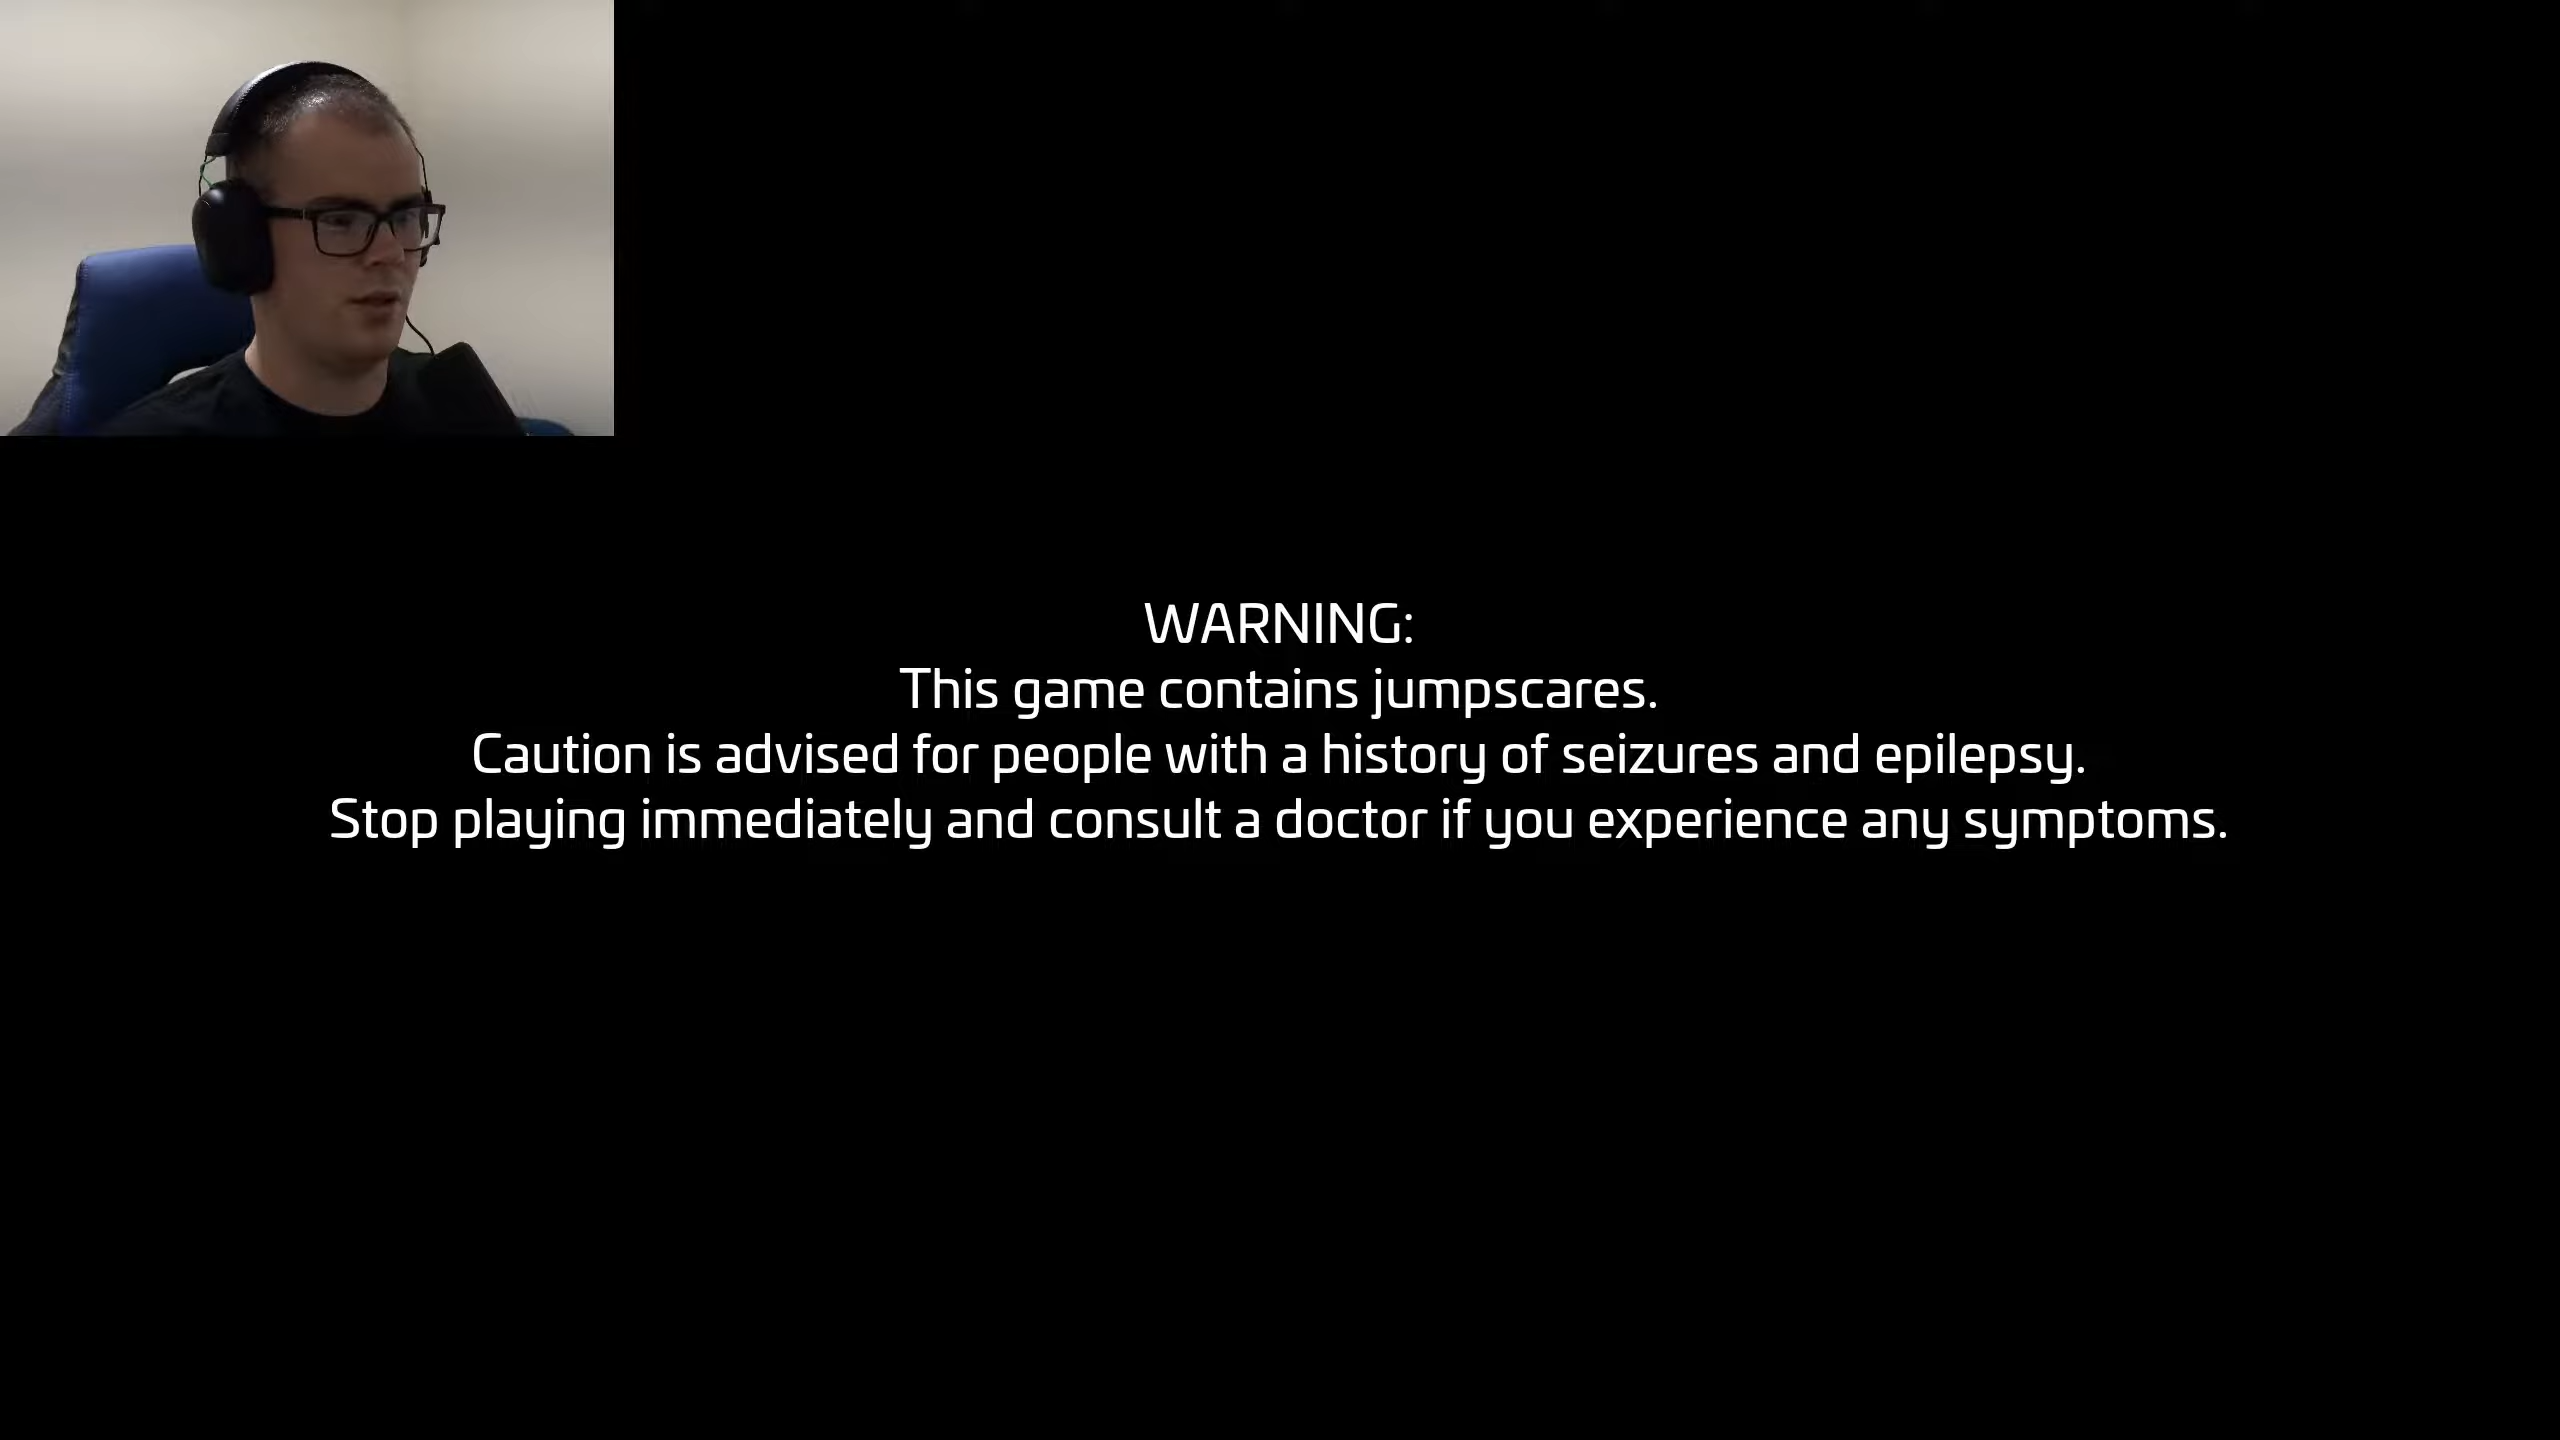 WARNING:
This game contains jumpscares.
Caution is advised for people with a history of seizures and epilepsy.
Stop playing immediately and consult a doctor if you experience any symptoms.